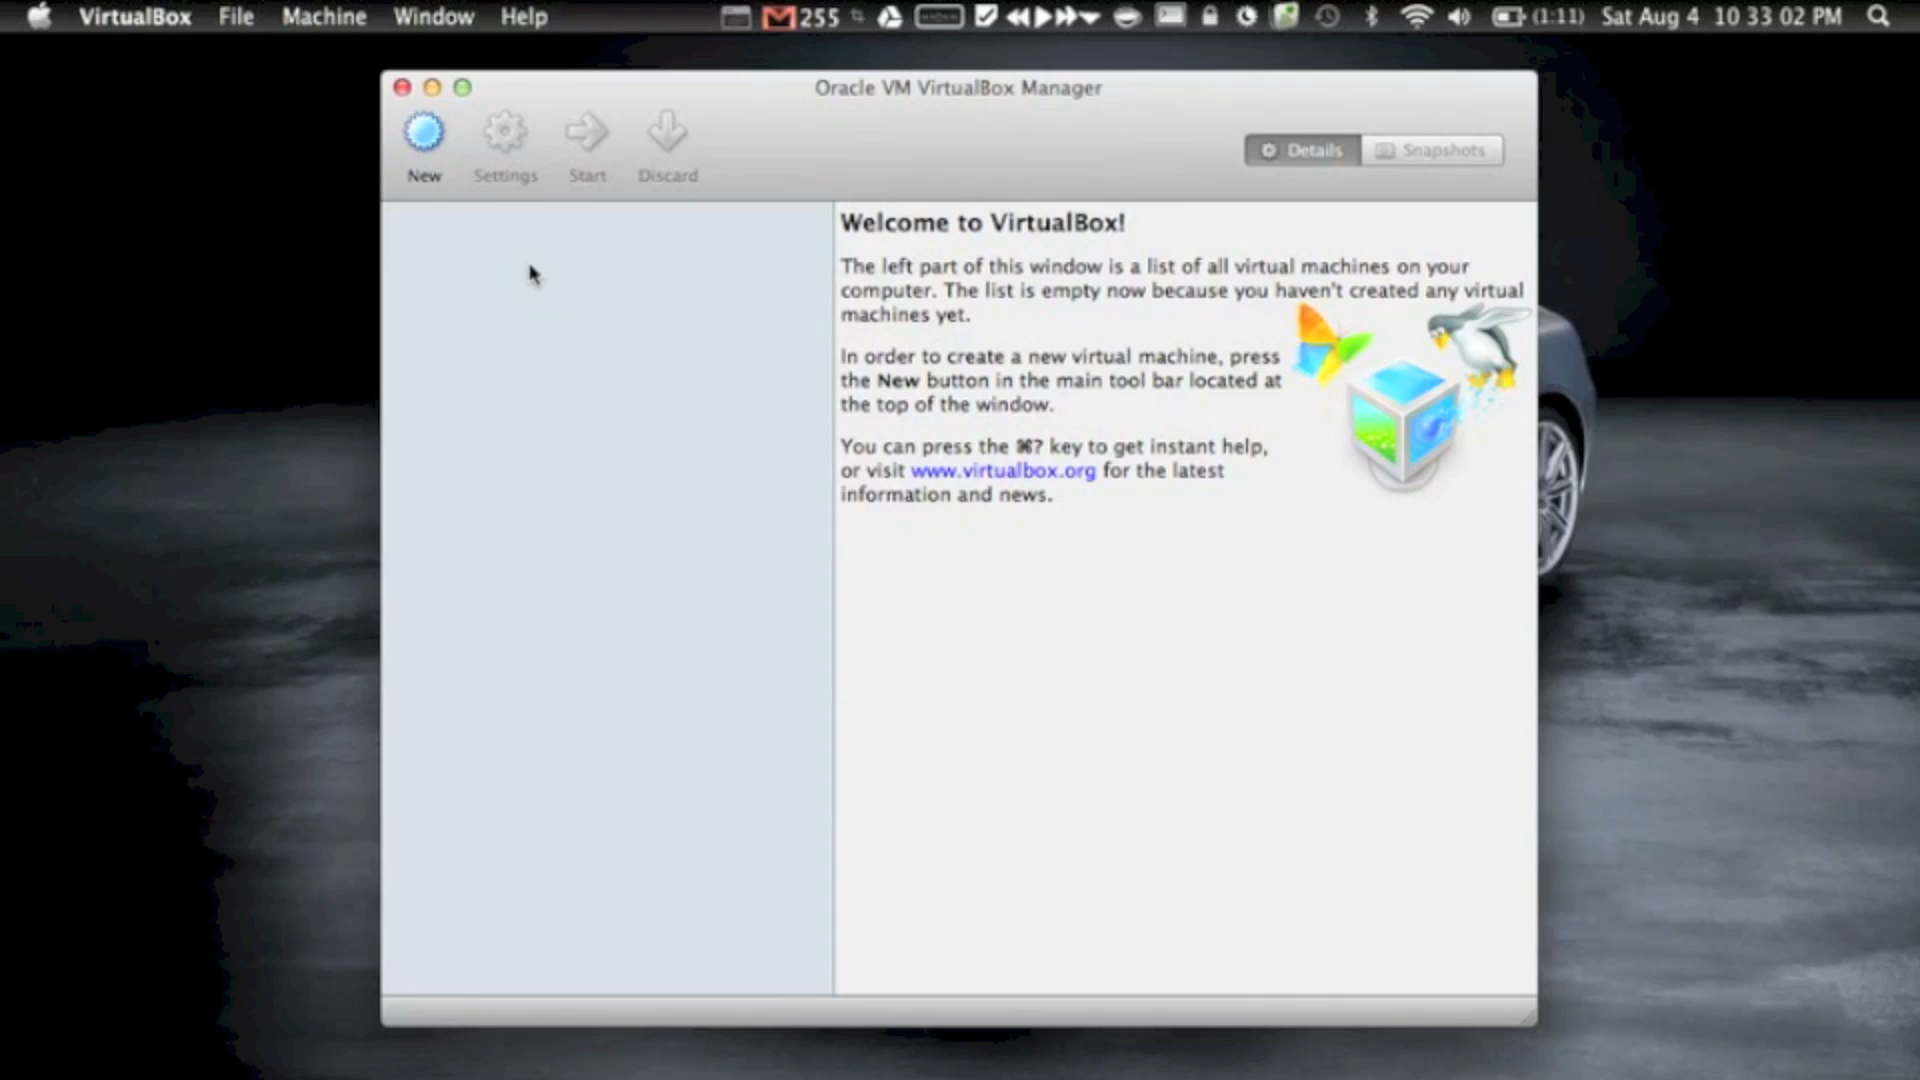 VirtualBox File Machine Window Help 255 (1:11) Sat Aug 4 10 33 02 PM
Oracle VM VirtualBox Manager
New Settings Start Discard
Details Snapshots
Welcome to VirtualBox!
The left part of this window is a list of all virtual machines on your
computer. The list is empty now because you haven't created any virtual
machines yet.
In order to create a new virtual machine, press
the New button in the main tool bar located at
the top of the window.
You can press the ⌘? key to get instant help,
or visit www.virtualbox.org for the latest
information and news.